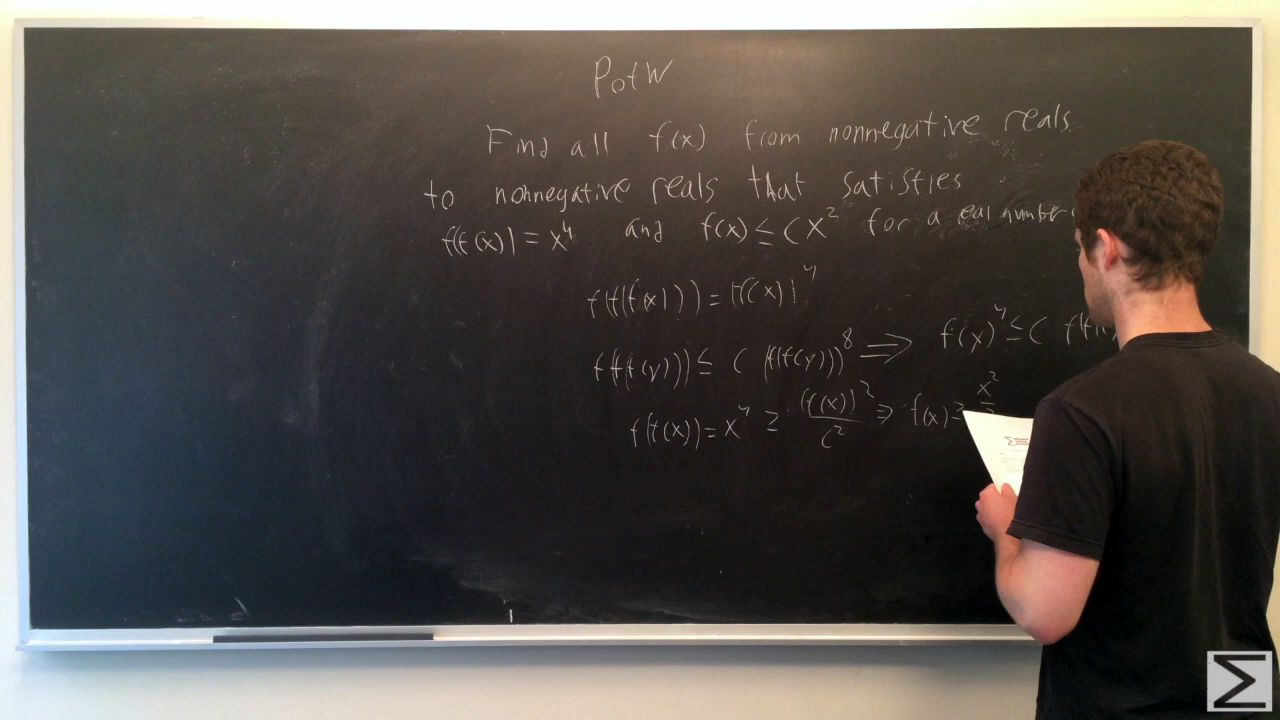 PotW
Find all f(x) from nonnegative reals
to nonnegative reals that satisfies
f(f(x)) = x⁴ and f(x) ≤ Cx² for a real number
f(f(f(x))) = (f(x))⁴
f(f(f(y))) ≤ C (f(f(y)))⁸ ⟹ f(x)⁴ ≤ C
f(f(x)) = x⁴ ≥ (f(x))²/C² ⇒ f(x) ≥ x²
Σ